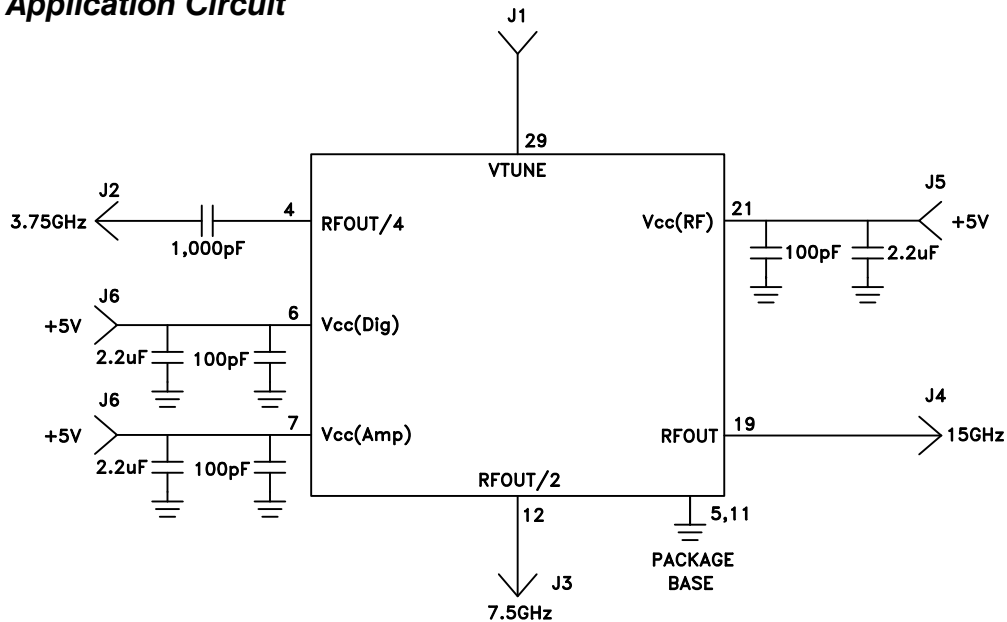 Application Circuit
J1
29
VTUNE
J2
3.75GHz
1,000pF
4
RFOUT/4
Vcc(RF)
21
J5
+5V
100pF
2.2uF
J6
+5V
6
Vcc(Dig)
2.2uF
100pF
J6
+5V
7
Vcc(Amp)
2.2uF
100pF
RFOUT
19
J4
15GHz
RFOUT/2
12
5,11
PACKAGE
BASE
J3
7.5GHz